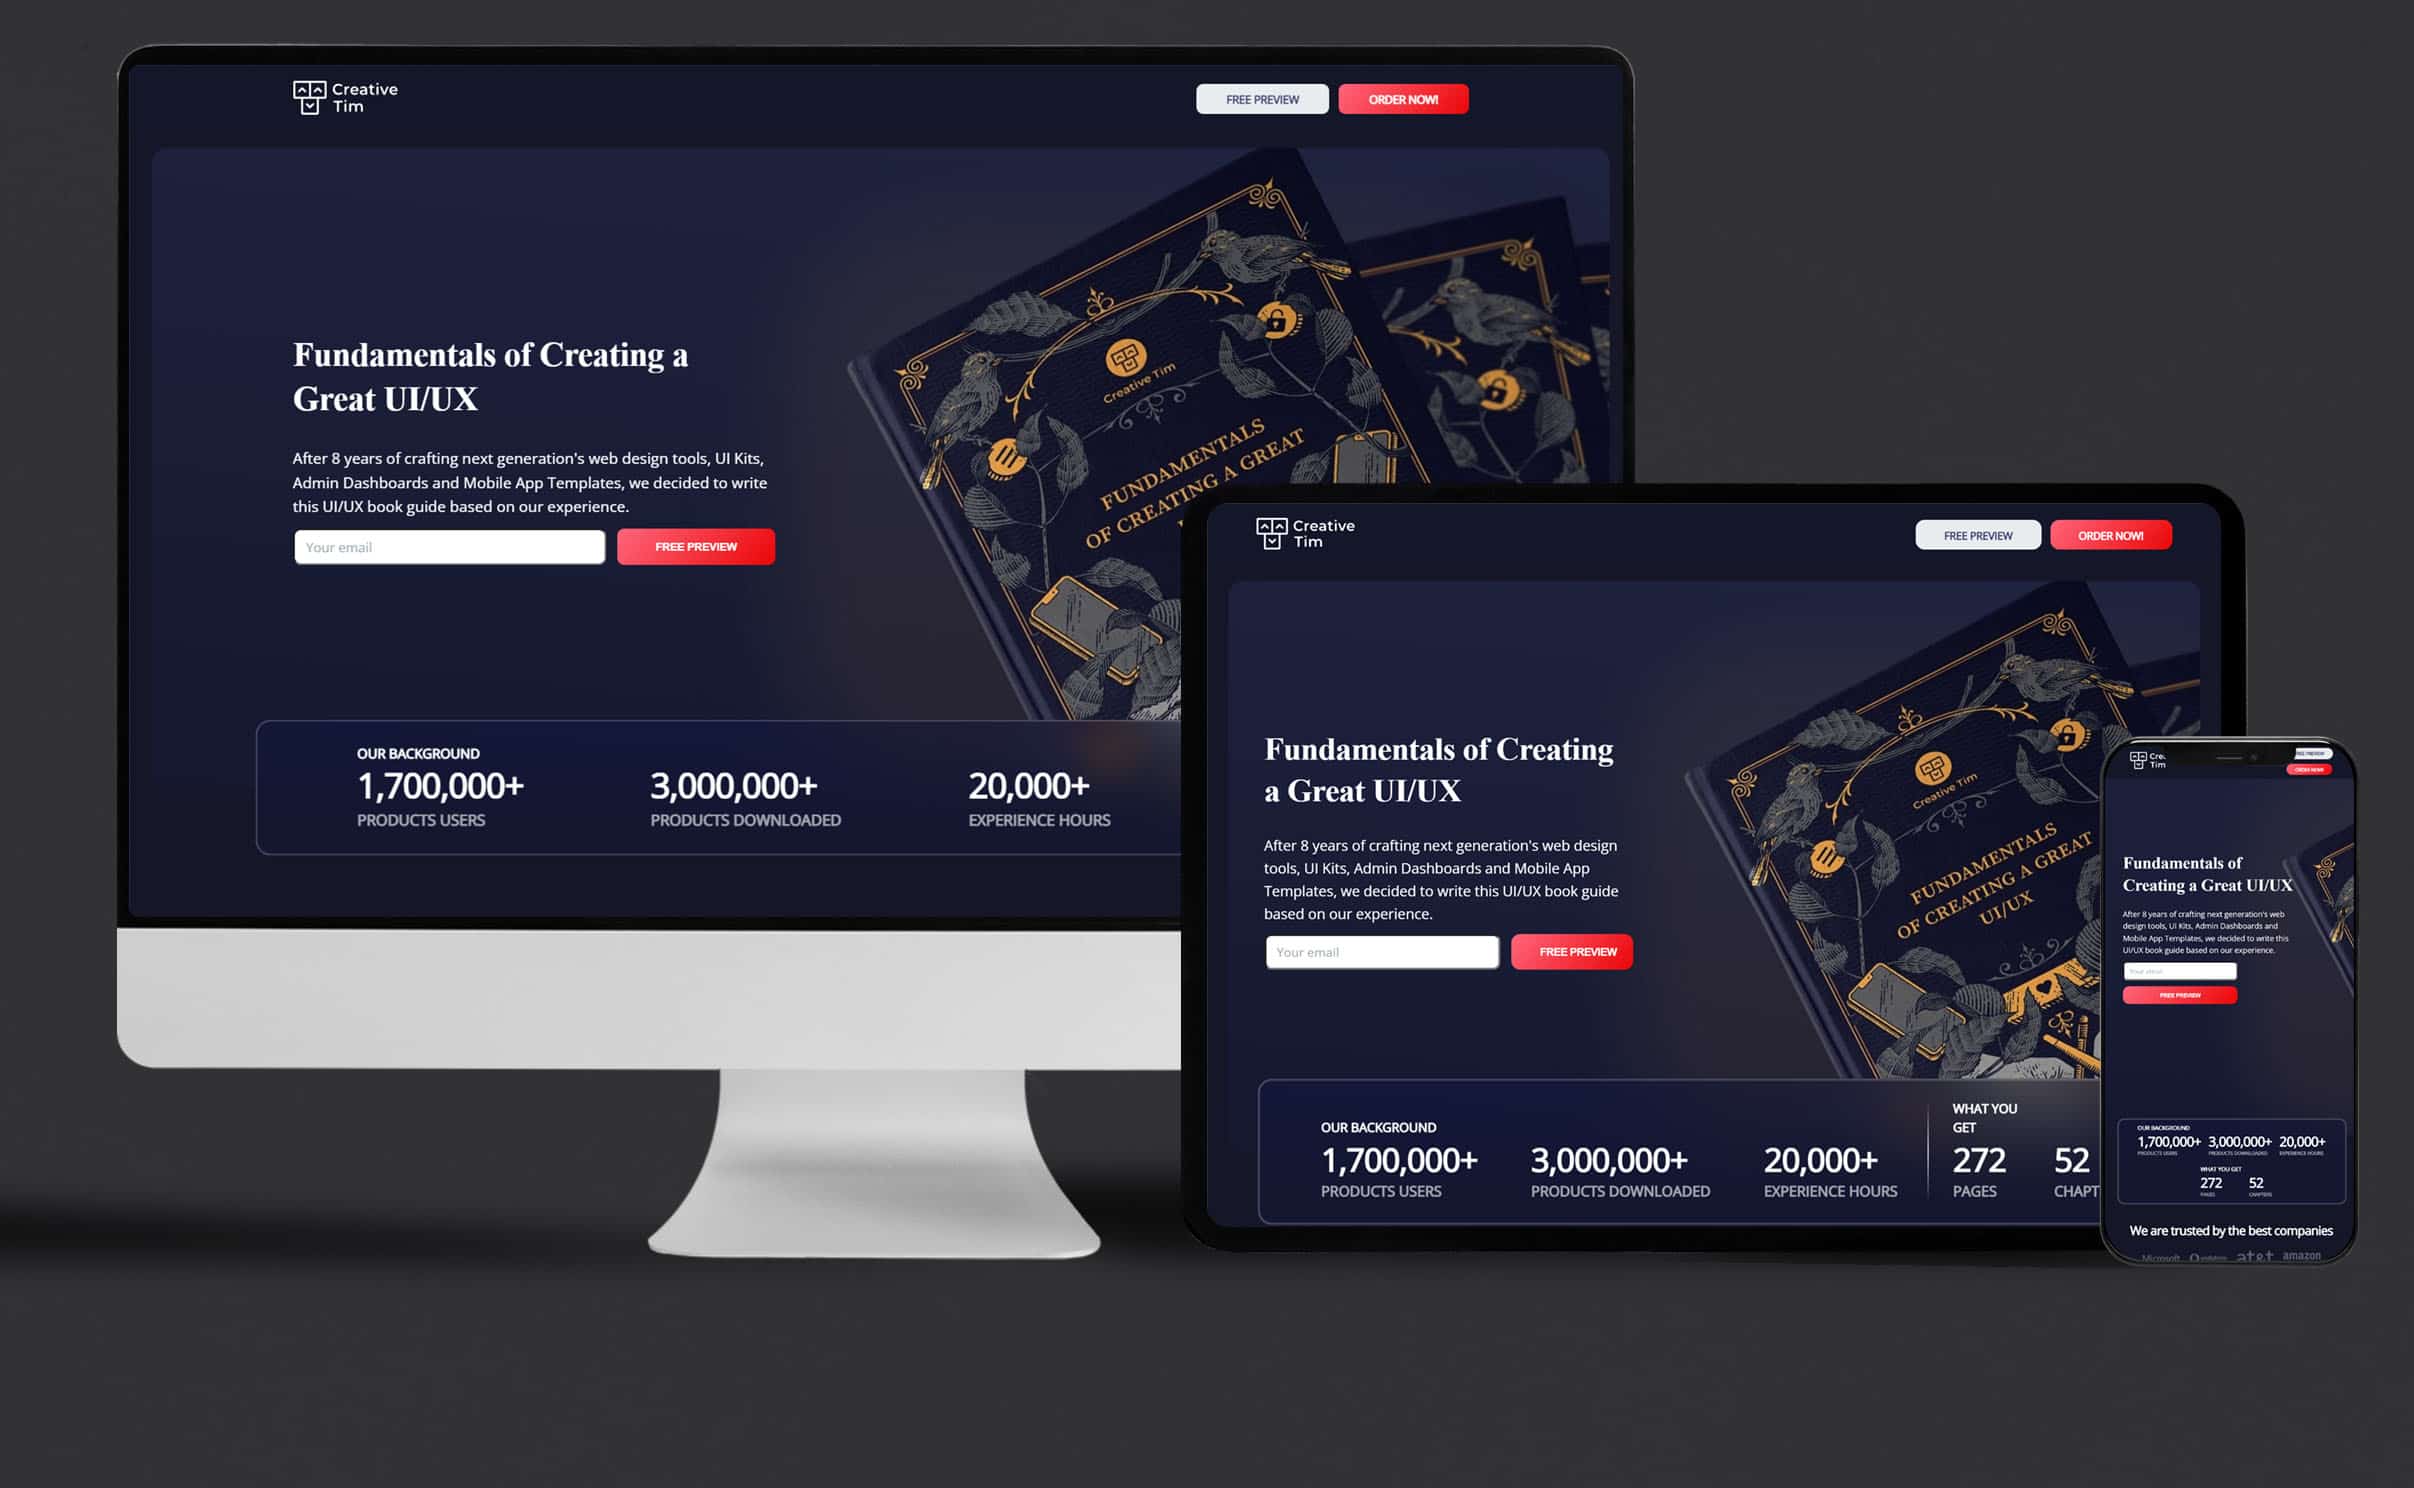 Creative
Tim
FREE PREVIEW
ORDER NOW!
Fundamentals of Creating a
Great UI/UX
After 8 years of crafting next generation's web design tools, UI Kits,
Admin Dashboards and Mobile App Templates, we decided to write
this UI/UX book guide based on our experience.
Your email
FREE PREVIEW
Creative Tim
FUNDAMENTALS
OF CREATING A GREAT
OUR BACKGROUND
1,700,000+
3,000,000+
20,000+
PRODUCTS USERS
PRODUCTS DOWNLOADED
EXPERIENCE HOURS
Creative
Tim
FREE PREVIEW
ORDER NOW!
Fundamentals of Creating
a Great UI/UX
After 8 years of crafting next generation's web design
tools, UI Kits, Admin Dashboards and Mobile App
Templates, we decided to write this UI/UX book guide
based on our experience.
Your email
FREE PREVIEW
Creative Tim
FUNDAMENTALS
OF CREATING A GREAT
UI/UX
OUR BACKGROUND
1,700,000+
3,000,000+
20,000+
PRODUCTS USERS
PRODUCTS DOWNLOADED
EXPERIENCE HOURS
WHAT YOU
GET
272
52
PAGES
CHAPT
Crea
Tim
FREE PREVIEW
ORDER NOW!
Fundamentals of
Creating a Great UI/UX
After 8 years of crafting next generation's web
design tools, UI Kits, Admin Dashboards and
Mobile App Templates, we decided to write this
UI/UX book guide based on our experience.
Your email
FREE PREVIEW
OUR BACKGROUND
1,700,000+
3,000,000+
20,000+
PRODUCTS USERS
PRODUCTS DOWNLOADED
EXPERIENCE HOURS
WHAT YOU GET
272
52
PAGES
CHAPTERS
We are trusted by the best companies
Microsoft
at&t
amazon